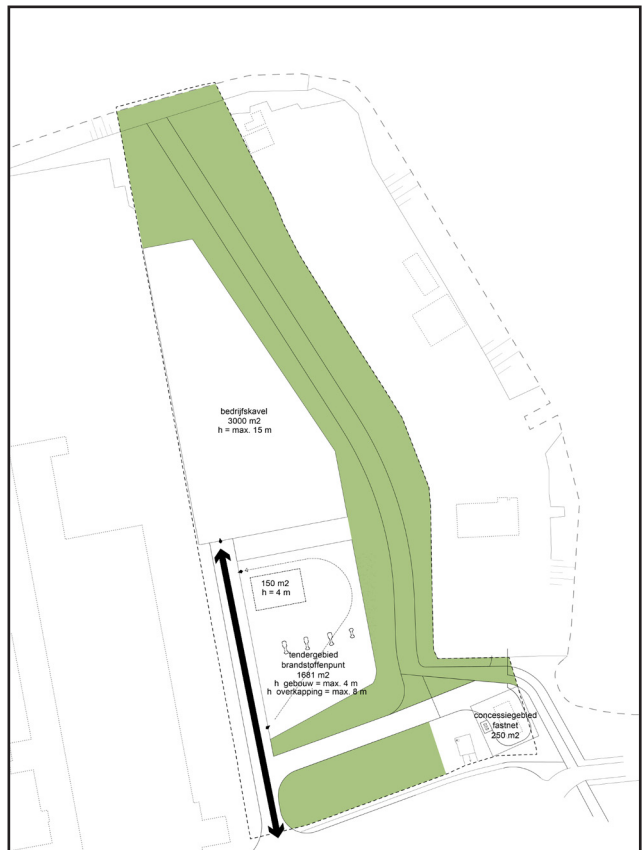 bedrijfskavel
3000 m2
h = max. 15 m
150 m2
h = 4 m
tendergebied
brandstoffenpunt
1681 m2
h gebouw = max. 4 m
h overkapping = max. 8 m
concessiegebied
fastnet
250 m2